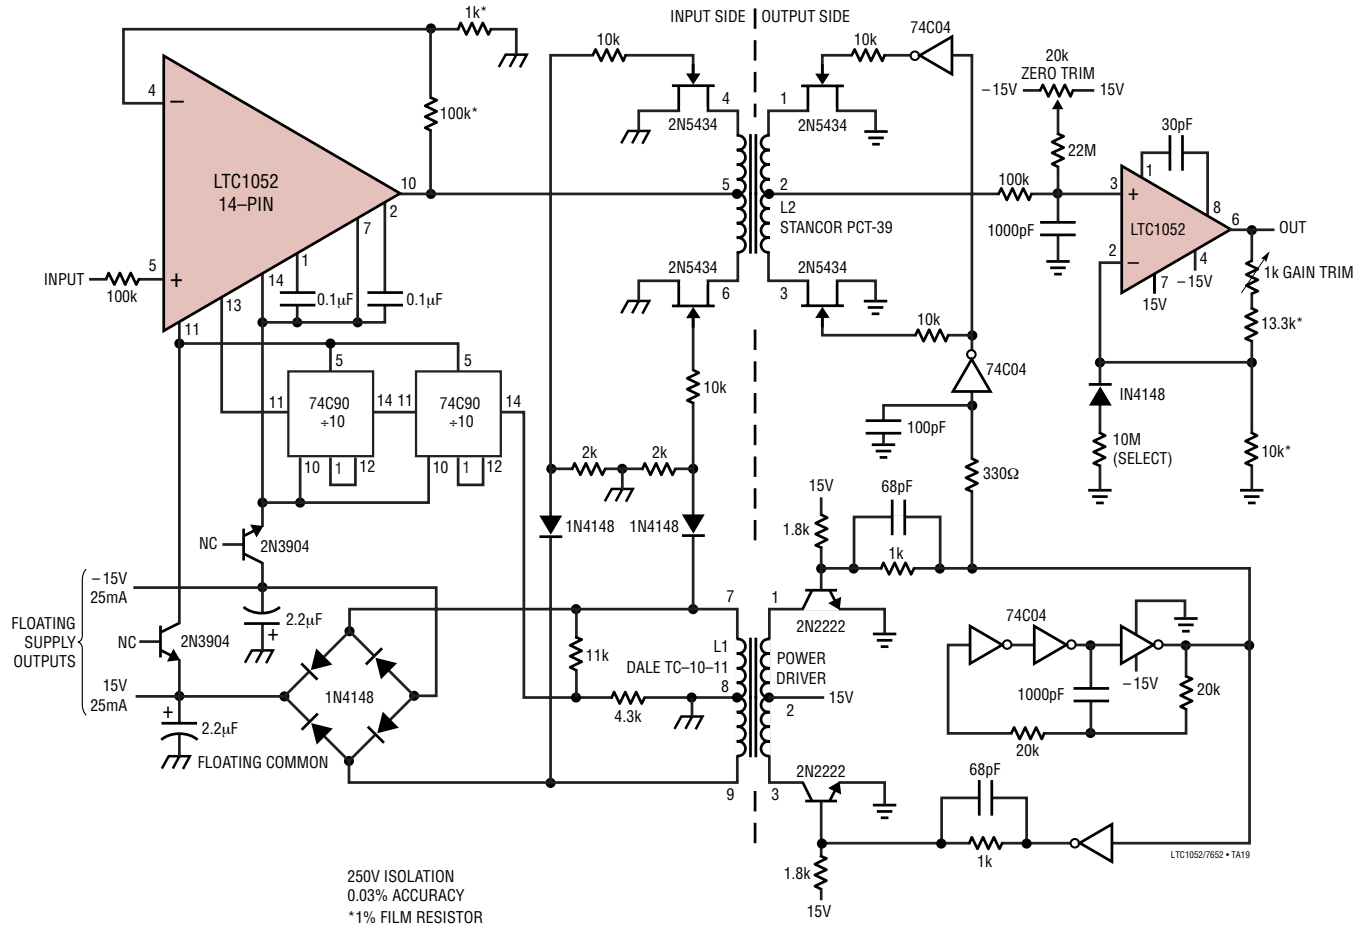 1k*
INPUT SIDE
OUTPUT SIDE
74C04
10k
10k
20k
ZERO TRIM
–15V
15V
4
–
100k*
4
1
2N5434
2N5434
30pF
22M
LTC1052
14–PIN
10
2
7
5
2
L2
STANCOR PCT-39
100k
3
+
1
8
6
OUT
LTC1052
1000pF
2
–
4
–15V
7
15V
1k GAIN TRIM
INPUT
100k
5
+
14
1
13
11
0.1µF
0.1µF
2N5434
6
2N5434
3
10k
13.3k*
5
5
74C04
10k
11
74C90
÷10
14
11
74C90
÷10
14
100pF
IN4148
10
1
12
10
1
12
2k
2k
330Ω
10M
(SELECT)
10k*
15V
68pF
1.8k
1N4148
1N4148
1k
NC
2N3904
–15V
25mA
2.2µF
+
FLOATING
SUPPLY
OUTPUTS
NC
2N3904
15V
25mA
+
2.2µF
FLOATING COMMON
1N4148
7
1
2N2222
11k
L1
DALE TC–10–11
8
POWER
DRIVER
15V
2
4.3k
74C04
1000pF
–15V
20k
20k
9
3
2N2222
68pF
1k
1.8k
15V
LTC1052/7652 • TA19
250V ISOLATION
0.03% ACCURACY
*1% FILM RESISTOR